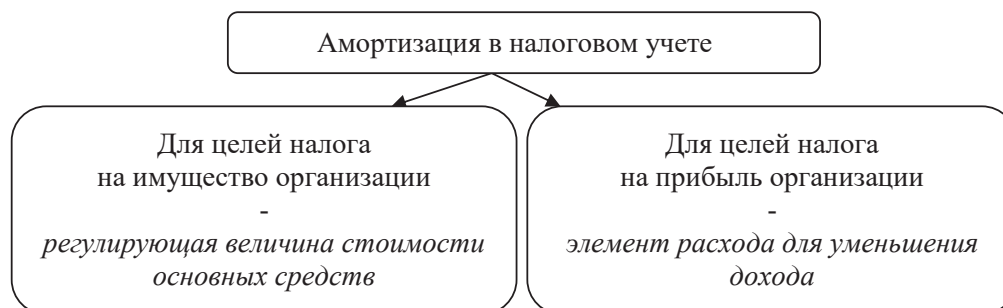 Амортизация в налоговом учете
Для целей налога
на имущество организации
-
регулирующая величина стоимости
основных средств
Для целей налога
на прибыль организации
-
элемент расхода для уменьшения
дохода